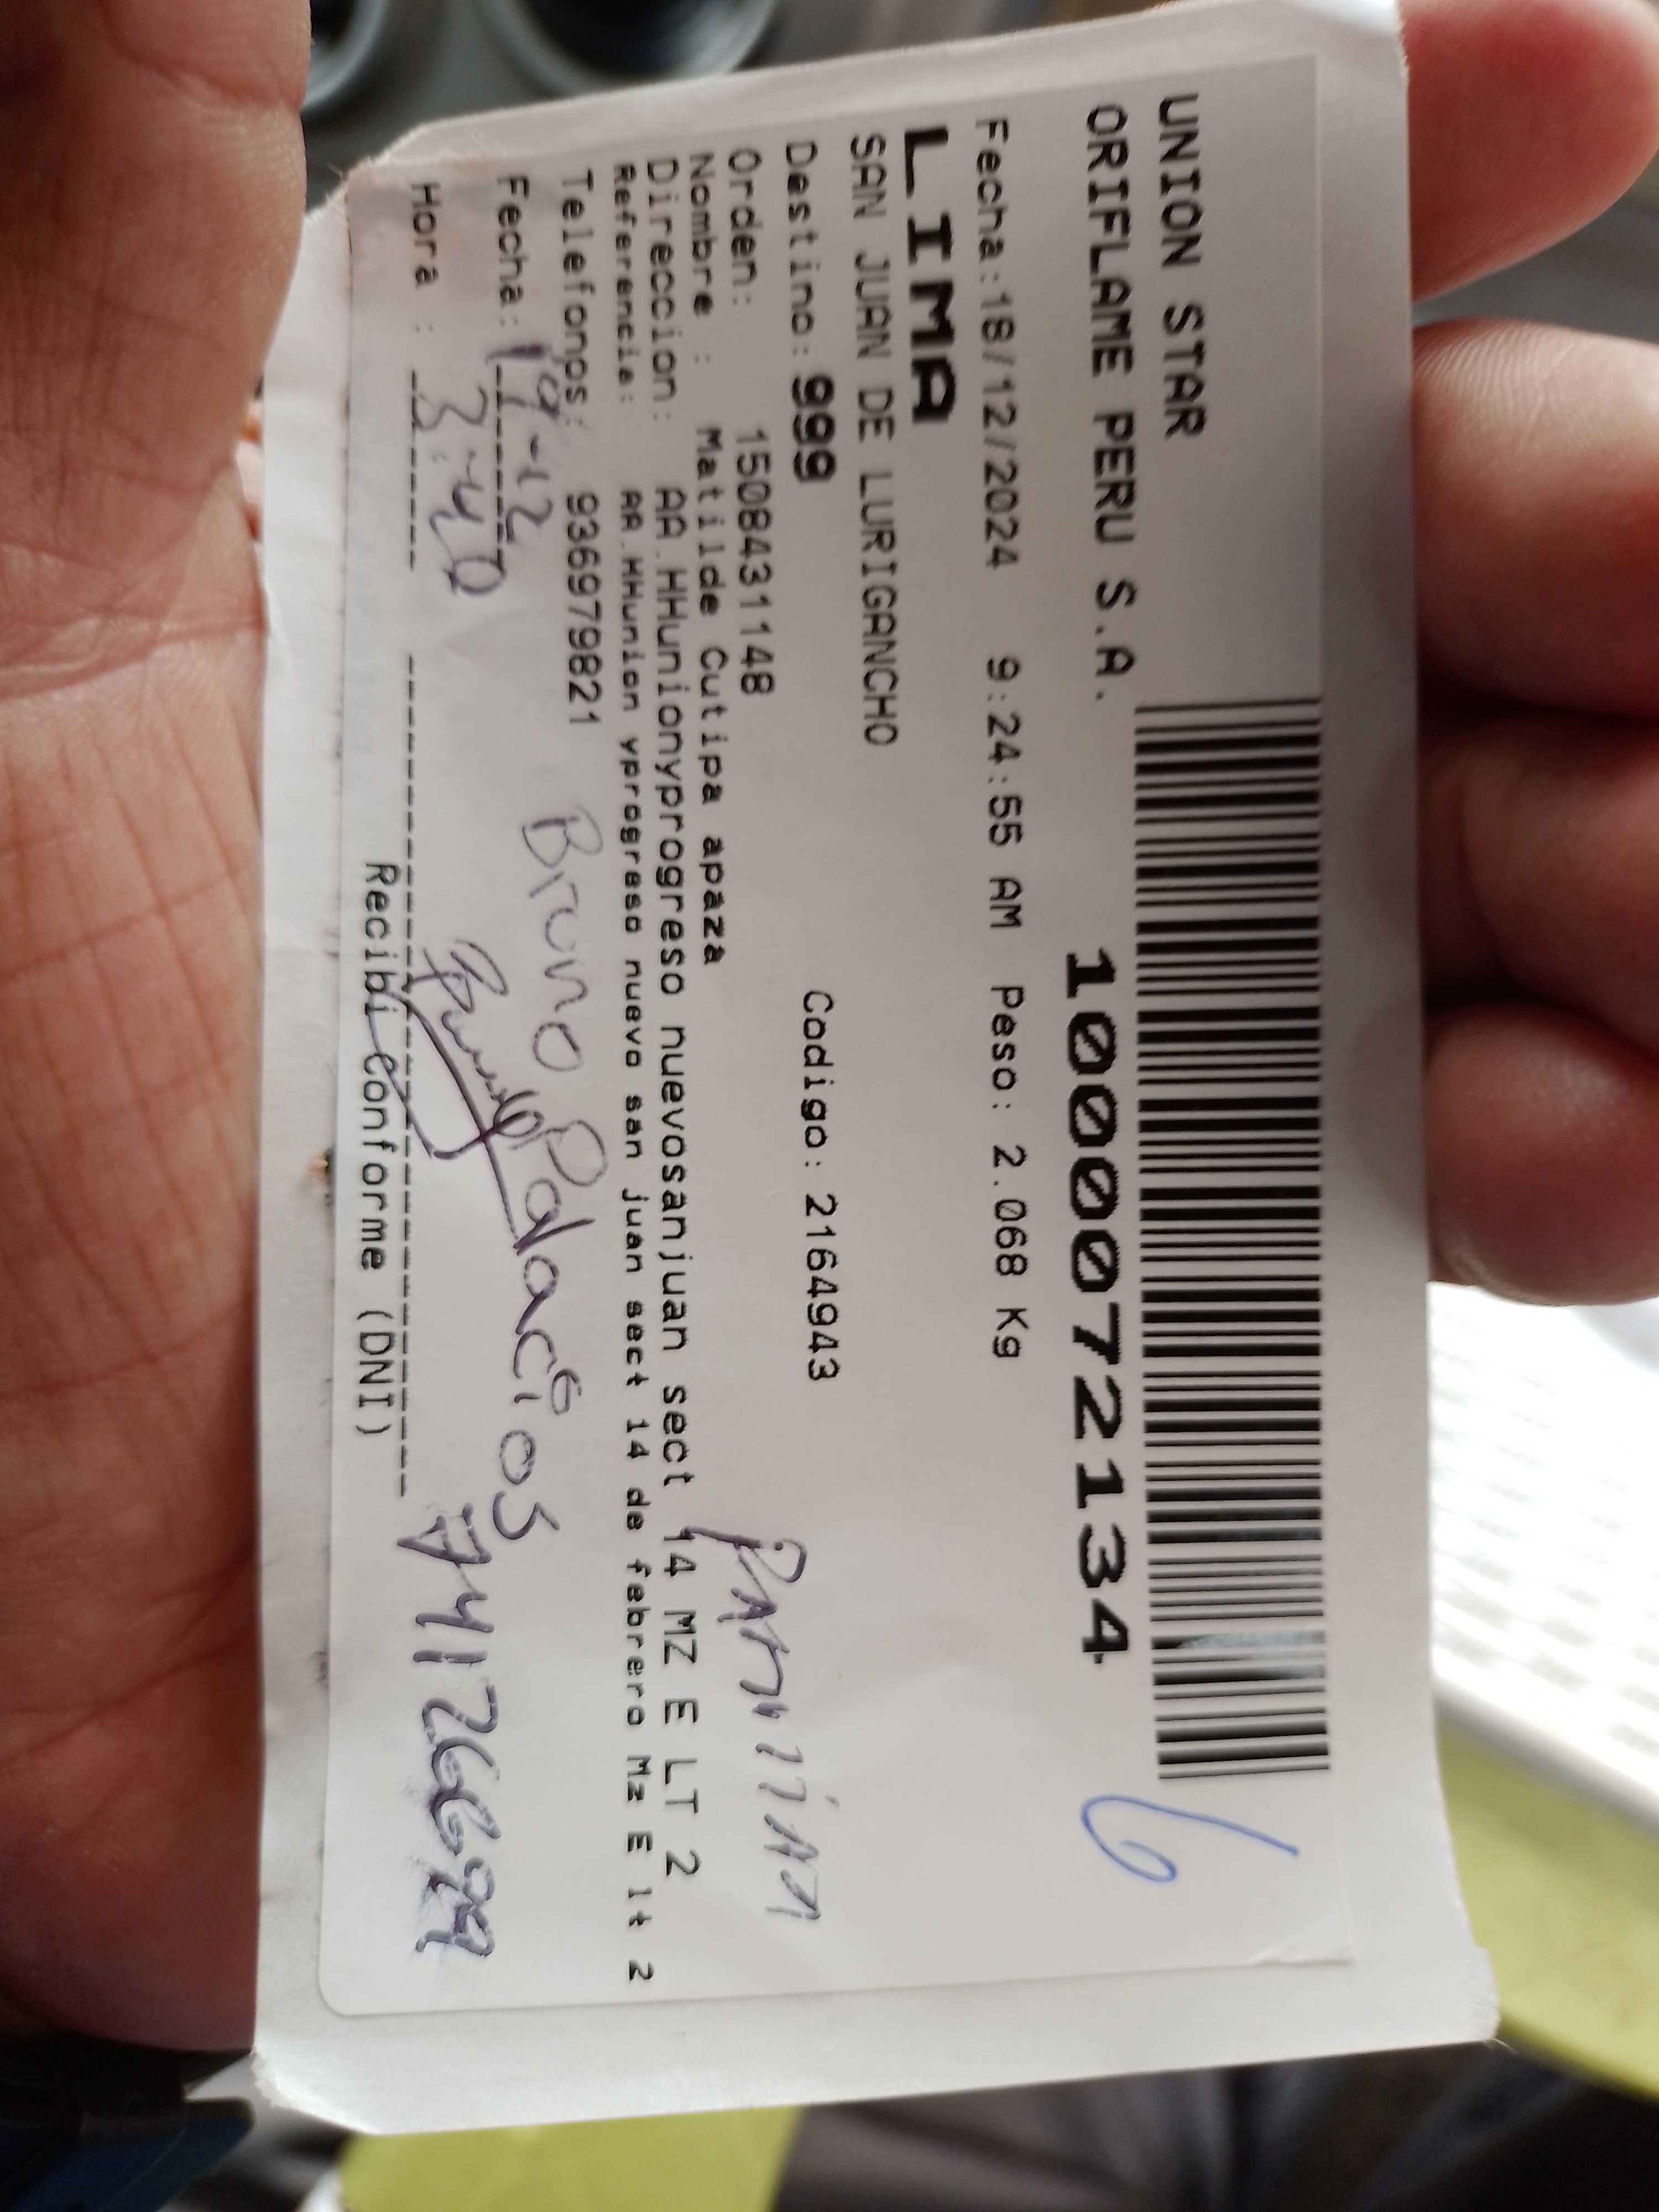 UNION STAR
ORIFLAME PERU S.A.
10000072134
6
Fecha:18/12/2024 9:24:55 AM Peso: 2.068 Kg
LIMA
SAN JUAN DE LURIGANCHO
Destino: 999 Codigo: 2164943
Orden: 1508431148
Nombre : Matilde Cutipa apaza
Direccion: AA.HHunionyprogreso nuevosanjuan sect 14 MZ E LT 2
Referencia: AA.HHunion yprogreso nuevo san juan sect 14 de febrero Mz E lt 2
Telefonos: 936979821
Bruno Palacios
Fecha: 19-12
Hora : 3:40
Recibi Conforme (DNI)